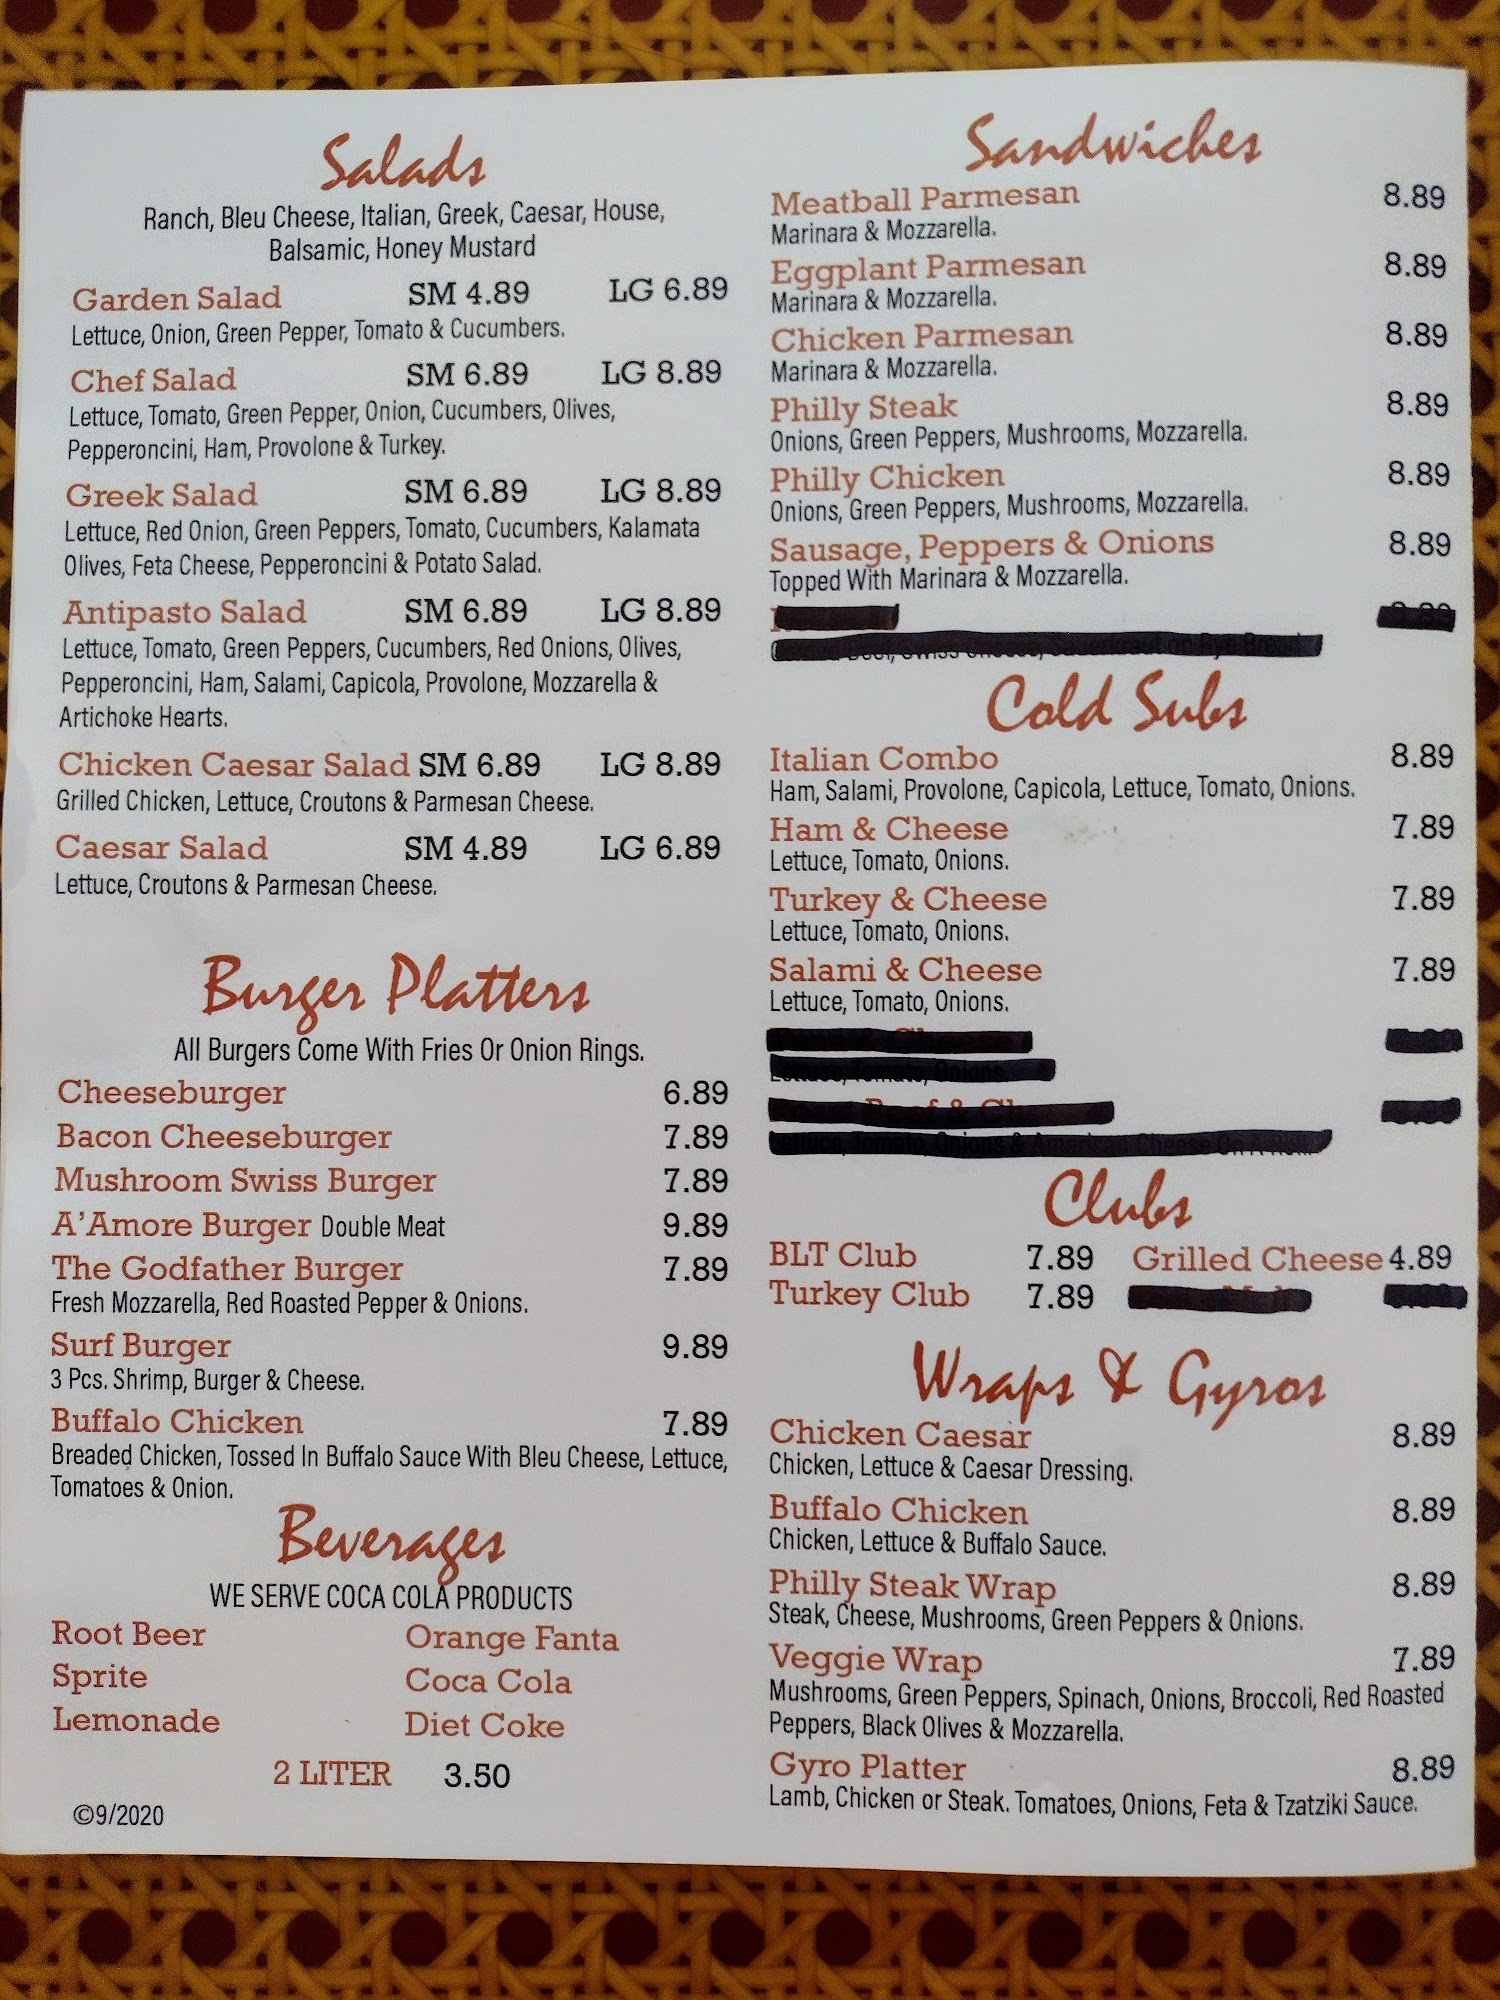 Salads
Ranch, Bleu Cheese, Italian, Greek, Caesar, House,
Balsamic, Honey Mustard
Garden Salad SM 4.89 LG 6.89
Lettuce, Onion, Green Pepper, Tomato & Cucumbers.
Chef Salad SM 6.89 LG 8.89
Lettuce, Tomato, Green Pepper, Onion, Cucumbers, Olives,
Pepperoncini, Ham, Provolone & Turkey.
Greek Salad SM 6.89 LG 8.89
Lettuce, Red Onion, Green Peppers, Tomato, Cucumbers, Kalamata
Olives, Feta Cheese, Pepperoncini & Potato Salad.
Antipasto Salad SM 6.89 LG 8.89
Lettuce, Tomato, Green Peppers, Cucumbers, Red Onions, Olives,
Pepperoncini, Ham, Salami, Capicola, Provolone, Mozzarella &
Artichoke Hearts.
Chicken Caesar Salad SM 6.89 LG 8.89
Grilled Chicken, Lettuce, Croutons & Parmesan Cheese.
Caesar Salad SM 4.89 LG 6.89
Lettuce, Croutons & Parmesan Cheese.
Burger Platters
All Burgers Come With Fries Or Onion Rings.
Cheeseburger 6.89
Bacon Cheeseburger 7.89
Mushroom Swiss Burger 7.89
A'Amore Burger Double Meat 9.89
The Godfather Burger 7.89
Fresh Mozzarella, Red Roasted Pepper & Onions.
Surf Burger 9.89
3 Pcs. Shrimp, Burger & Cheese.
Buffalo Chicken 7.89
Breaded Chicken, Tossed In Buffalo Sauce With Bleu Cheese, Lettuce,
Tomatoes & Onion.
Beverages
WE SERVE COCA COLA PRODUCTS
Root Beer Orange Fanta
Sprite Coca Cola
Lemonade Diet Coke
2 LITER 3.50
©9/2020
Sandwiches
Meatball Parmesan 8.89
Marinara & Mozzarella.
Eggplant Parmesan 8.89
Marinara & Mozzarella.
Chicken Parmesan 8.89
Marinara & Mozzarella.
Philly Steak 8.89
Onions, Green Peppers, Mushrooms, Mozzarella.
Philly Chicken 8.89
Onions, Green Peppers, Mushrooms, Mozzarella.
Sausage, Peppers & Onions 8.89
Topped With Marinara & Mozzarella.
Cold Subs
Italian Combo 8.89
Ham, Salami, Provolone, Capicola, Lettuce, Tomato, Onions.
Ham & Cheese 7.89
Lettuce, Tomato, Onions.
Turkey & Cheese 7.89
Lettuce, Tomato, Onions.
Salami & Cheese 7.89
Lettuce, Tomato, Onions.
Clubs
BLT Club 7.89 Grilled Cheese 4.89
Turkey Club 7.89
Wraps & Gyros
Chicken Caesar 8.89
Chicken, Lettuce & Caesar Dressing.
Buffalo Chicken 8.89
Chicken, Lettuce & Buffalo Sauce.
Philly Steak Wrap 8.89
Steak, Cheese, Mushrooms, Green Peppers & Onions.
Veggie Wrap 7.89
Mushrooms, Green Peppers, Spinach, Onions, Broccoli, Red Roasted
Peppers, Black Olives & Mozzarella.
Gyro Platter 8.89
Lamb, Chicken or Steak. Tomatoes, Onions, Feta & Tzatziki Sauce.